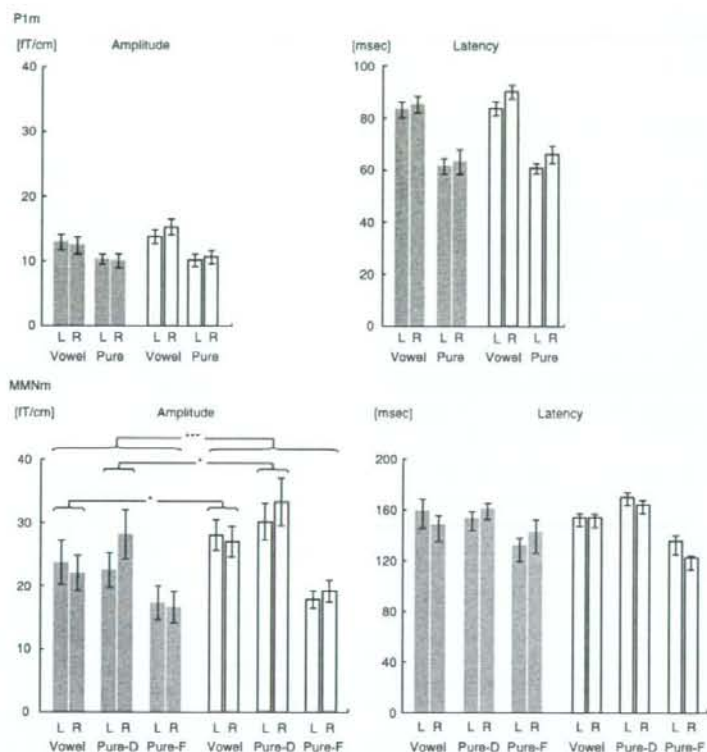 P1m
[fT/cm] Amplitude
40
30
20
10
0
L R L R L R L R
Vowel Pure Vowel Pure
[msec] Latency
100
80
60
40
20
0
L R L R L R L R
Vowel Pure Vowel Pure
MMNm
[fT/cm] Amplitude
***
*
*
40
30
20
10
0
L R L R L R L R L R L R
Vowel Pure-D Pure-F Vowel Pure-D Pure-F
[msec] Latency
200
160
120
80
40
0
L R L R L R L R L R L R
Vowel Pure-D Pure-F Vowel Pure-D Pure-F